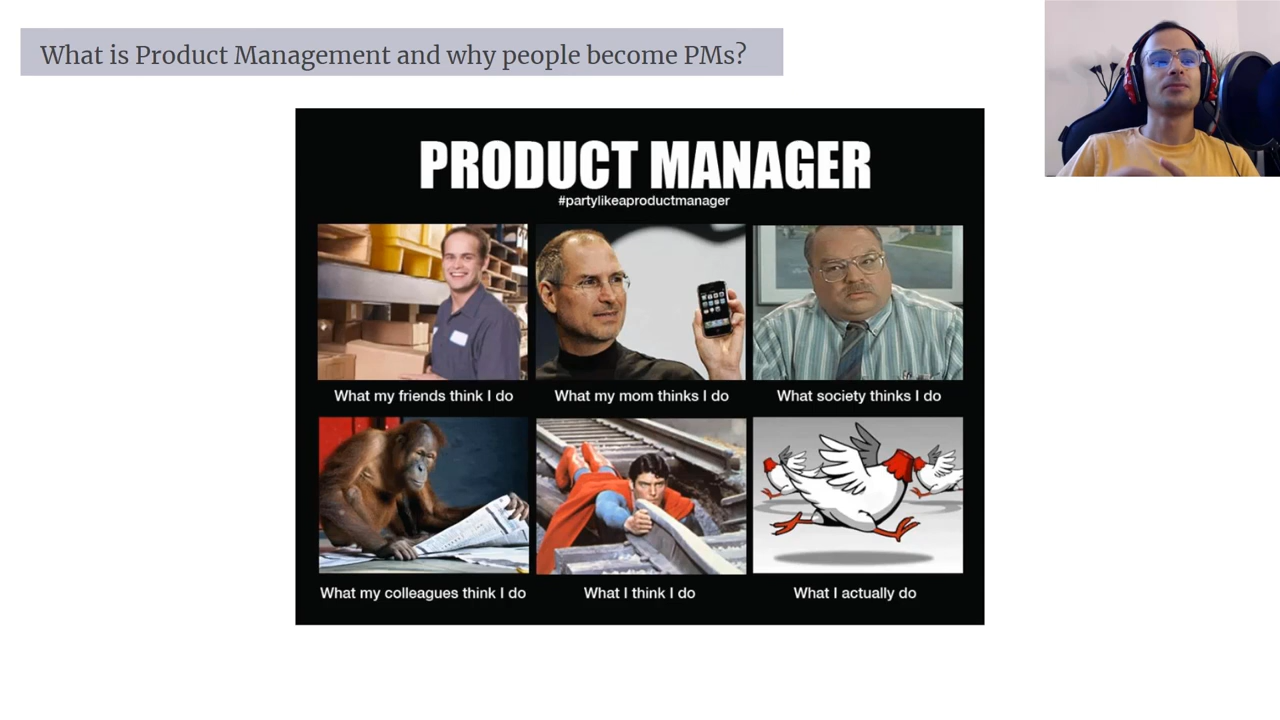 What is Product Management and why people become PMs?
PRODUCT MANAGER
#partylikeaproductmanager
What my friends think I do
What my mom thinks I do
What society thinks I do
What my colleagues think I do
What I think I do
What I actually do